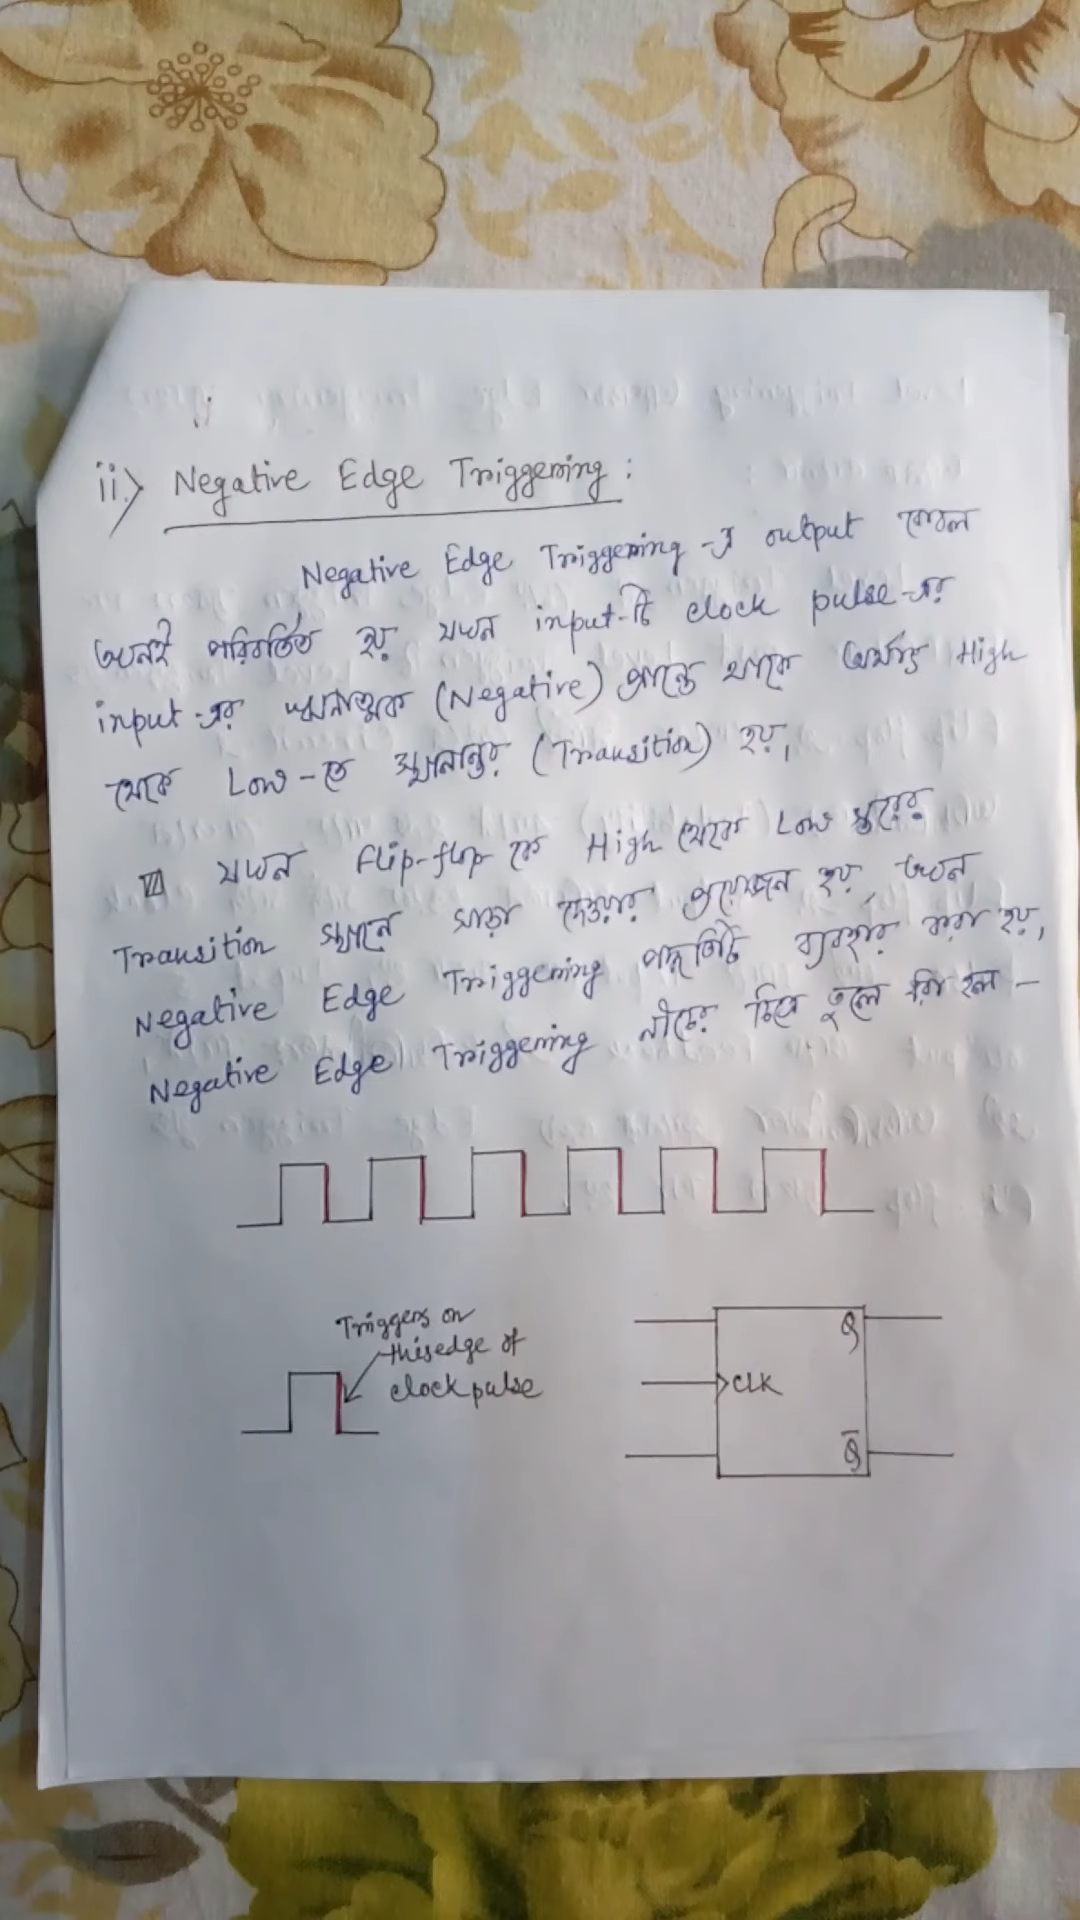 ii.) Negative Edge Triggering :
Negative Edge Triggering -এ output কেবল
তখনই পরিবর্তিত হয় যখন input-টি clock pulse-এর
input-এর ঋনাত্মক (Negative) প্রান্তে থাকে অর্থাৎ High
থেকে Low-তে স্থানান্তর (Transition) হয়,
যখন Flip-flop কে High থেকে Low স্তরের
Transition স্থানে সাড়া দেওয়ার প্রয়োজন হয় তখন
Negative Edge Triggering পদ্ধতিটি ব্যবহার করা হয়,
Negative Edge Triggering নীচের চিত্রে তুলে ধরা হল –
Triggers on
this edge of
clock pulse
Q
CLK
Q̅